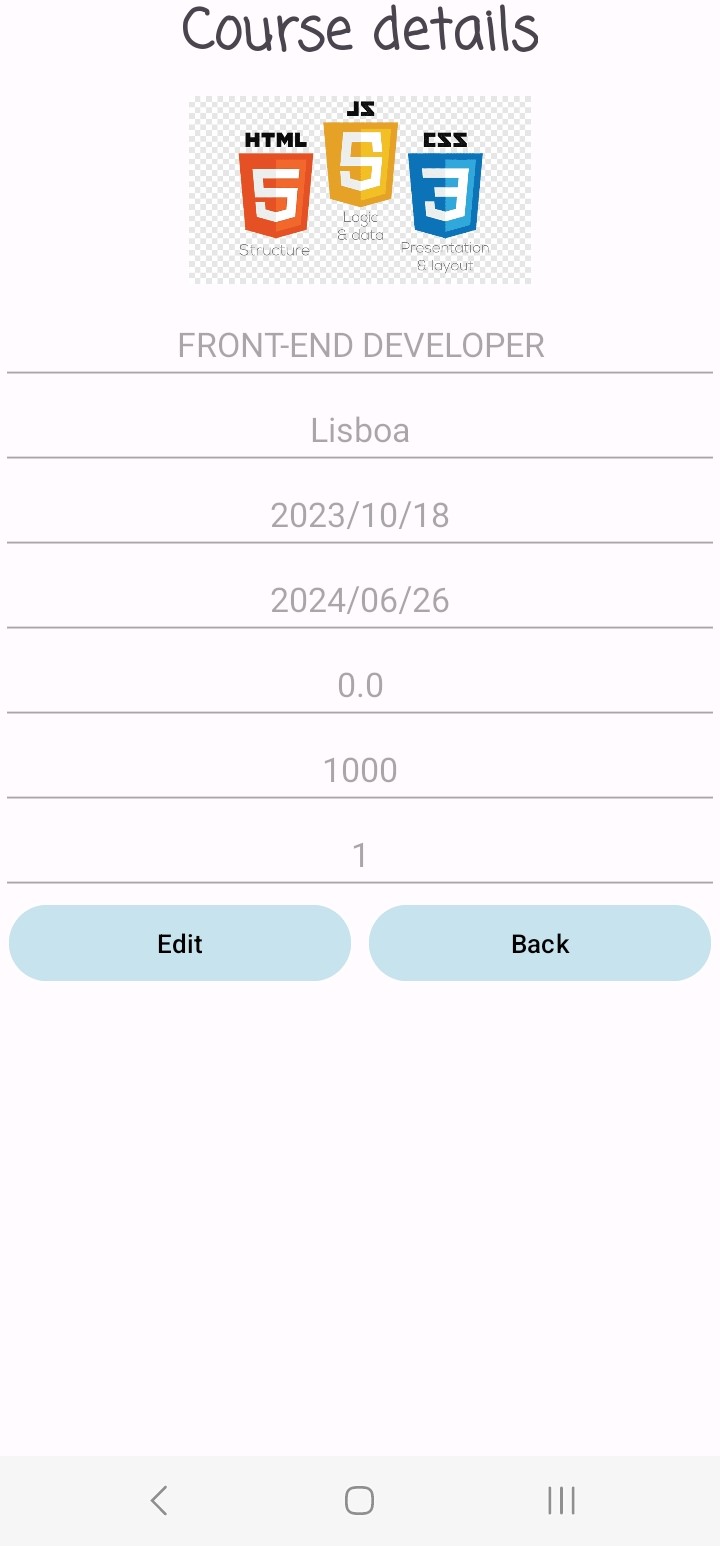 Course details
JS
HTML
CSS
5
5
3
Logic
& data
Structure
Presentation
& layout
FRONT-END DEVELOPER
Lisboa
2023/10/18
2024/06/26
0.0
1000
1
Edit
Back